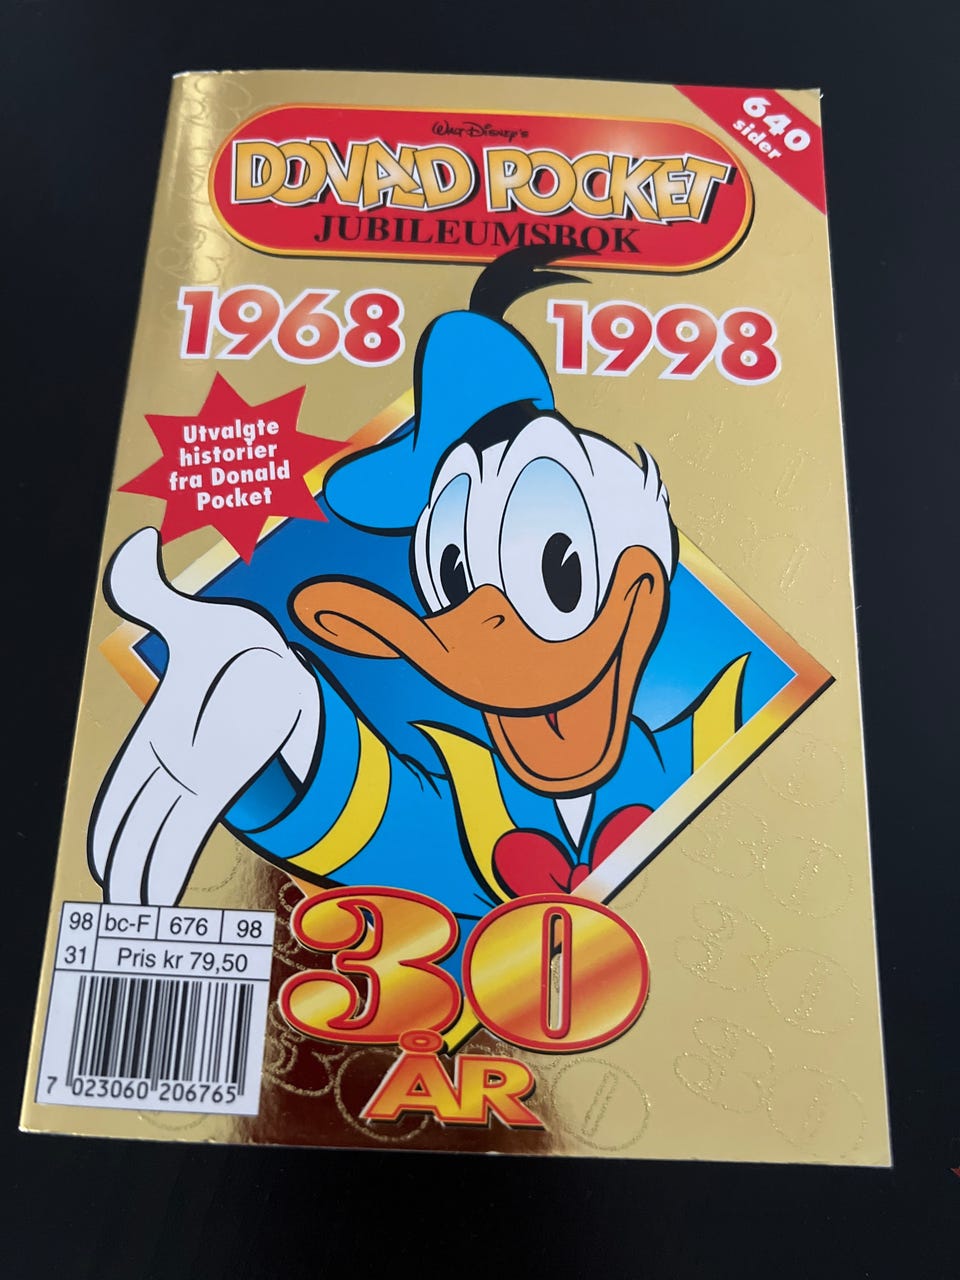 Walt Disney's
DONALD POCKET
JUBILEUMSBOK
640
sider
1968
1998
Utvalgte
historier
fra Donald
Pocket
30
ÅR
98 bc-F 676 98
31 Pris kr 79,50
7 023060 206765